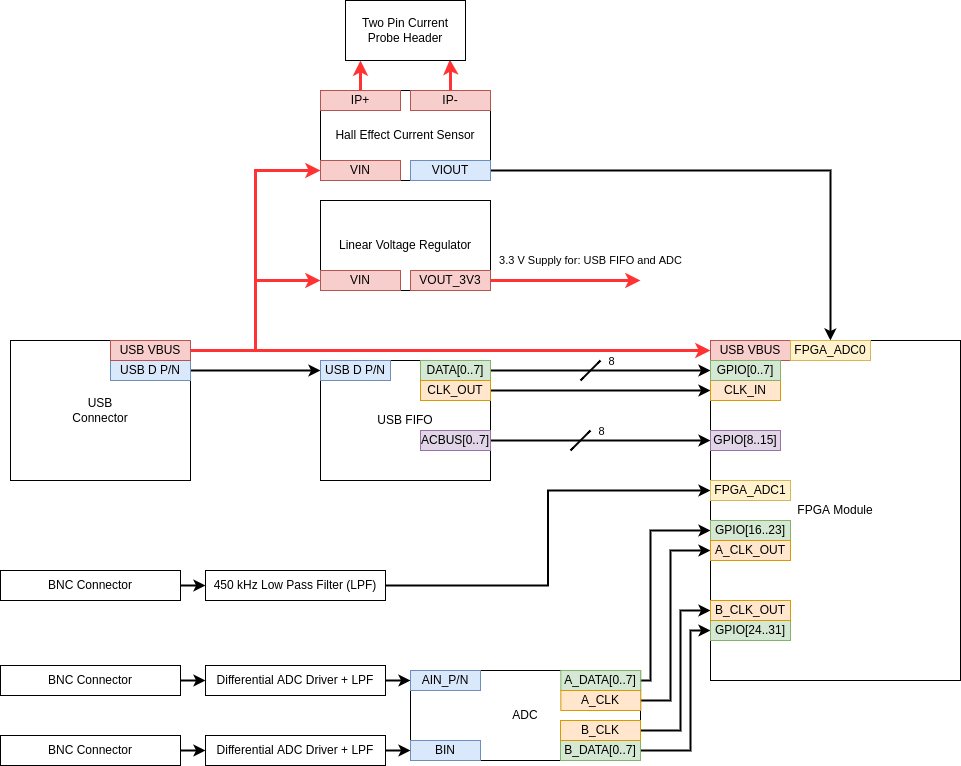 Two Pin Current
Probe Header
IP+
IP-
Hall Effect Current Sensor
VIN
VIOUT
Linear Voltage Regulator
3.3 V Supply for: USB FIFO and ADC
VIN
VOUT_3V3
USB VBUS
USB D P/N
USB
Connector
USB D P/N
DATA[0..7]
CLK_OUT
USB FIFO
ACBUS[0..7]
8
8
USB VBUS
FPGA_ADC0
GPIO[0..7]
CLK_IN
GPIO[8..15]
FPGA_ADC1
FPGA Module
GPIO[16..23]
A_CLK_OUT
B_CLK_OUT
GPIO[24..31]
BNC Connector
450 kHz Low Pass Filter (LPF)
BNC Connector
Differential ADC Driver + LPF
AIN_P/N
A_DATA[0..7]
A_CLK
ADC
B_CLK
BNC Connector
Differential ADC Driver + LPF
BIN
B_DATA[0..7]